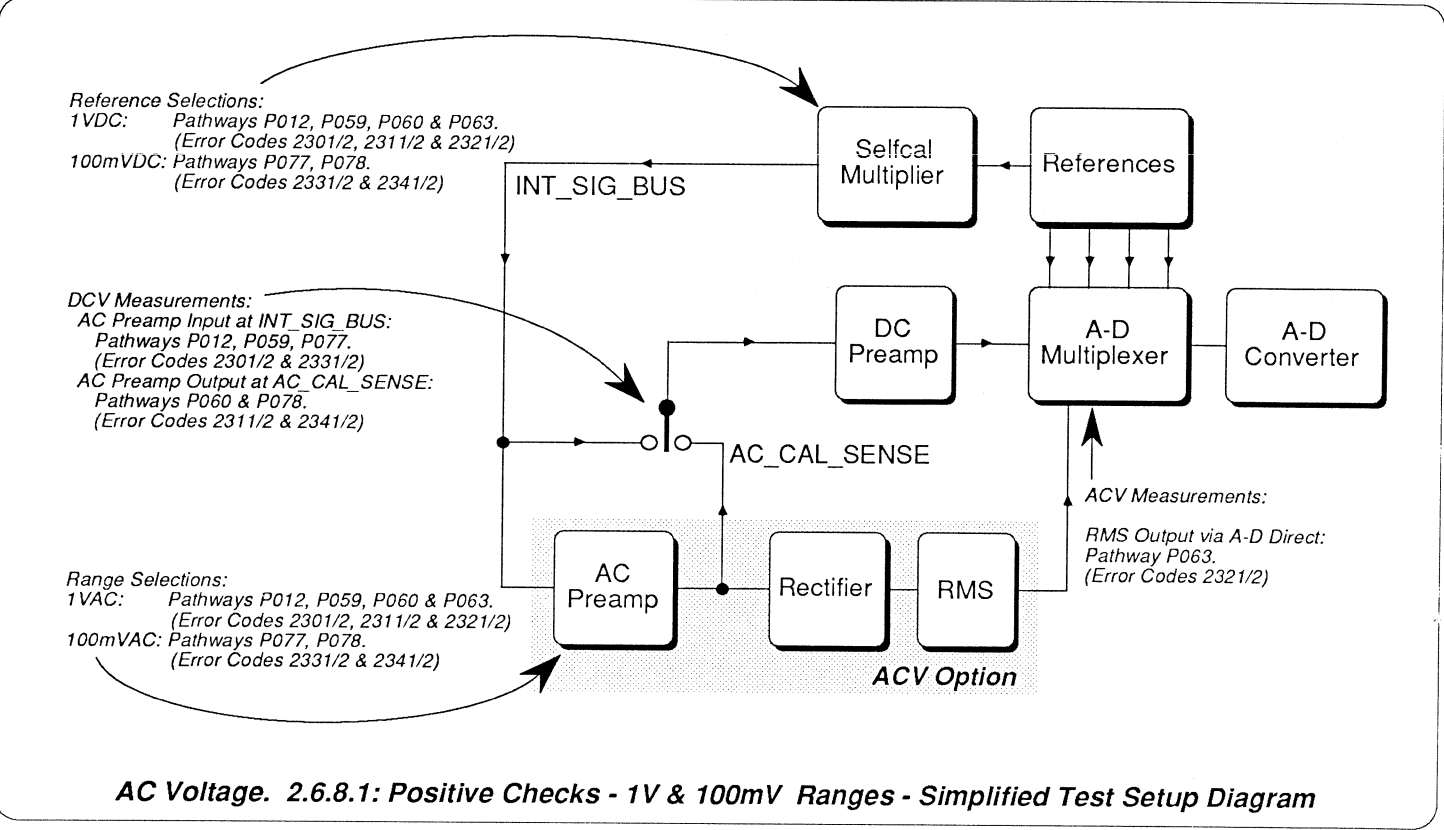 Reference Selections:
1VDC: Pathways P012, P059, P060 & P063.
(Error Codes 2301/2, 2311/2 & 2321/2)
100mVDC: Pathways P077, P078.
(Error Codes 2331/2 & 2341/2)
Selfcal
Multiplier
References
INT_SIG_BUS
DCV Measurements:
AC Preamp Input at INT_SIG_BUS:
Pathways P012, P059, P077.
(Error Codes 2301/2 & 2331/2)
AC Preamp Output at AC_CAL_SENSE:
Pathways P060 & P078.
(Error Codes 2311/2 & 2341/2)
DC
Preamp
A-D
Multiplexer
A-D
Converter
AC_CAL_SENSE
ACV Measurements:
RMS Output via A-D Direct:
Pathway P063.
(Error Codes 2321/2)
Range Selections:
1VAC: Pathways P012, P059, P060 & P063.
(Error Codes 2301/2, 2311/2 & 2321/2)
100mVAC: Pathways P077, P078.
(Error Codes 2331/2 & 2341/2)
AC
Preamp
Rectifier
RMS
ACV Option
AC Voltage. 2.6.8.1: Positive Checks - 1V & 100mV Ranges - Simplified Test Setup Diagram